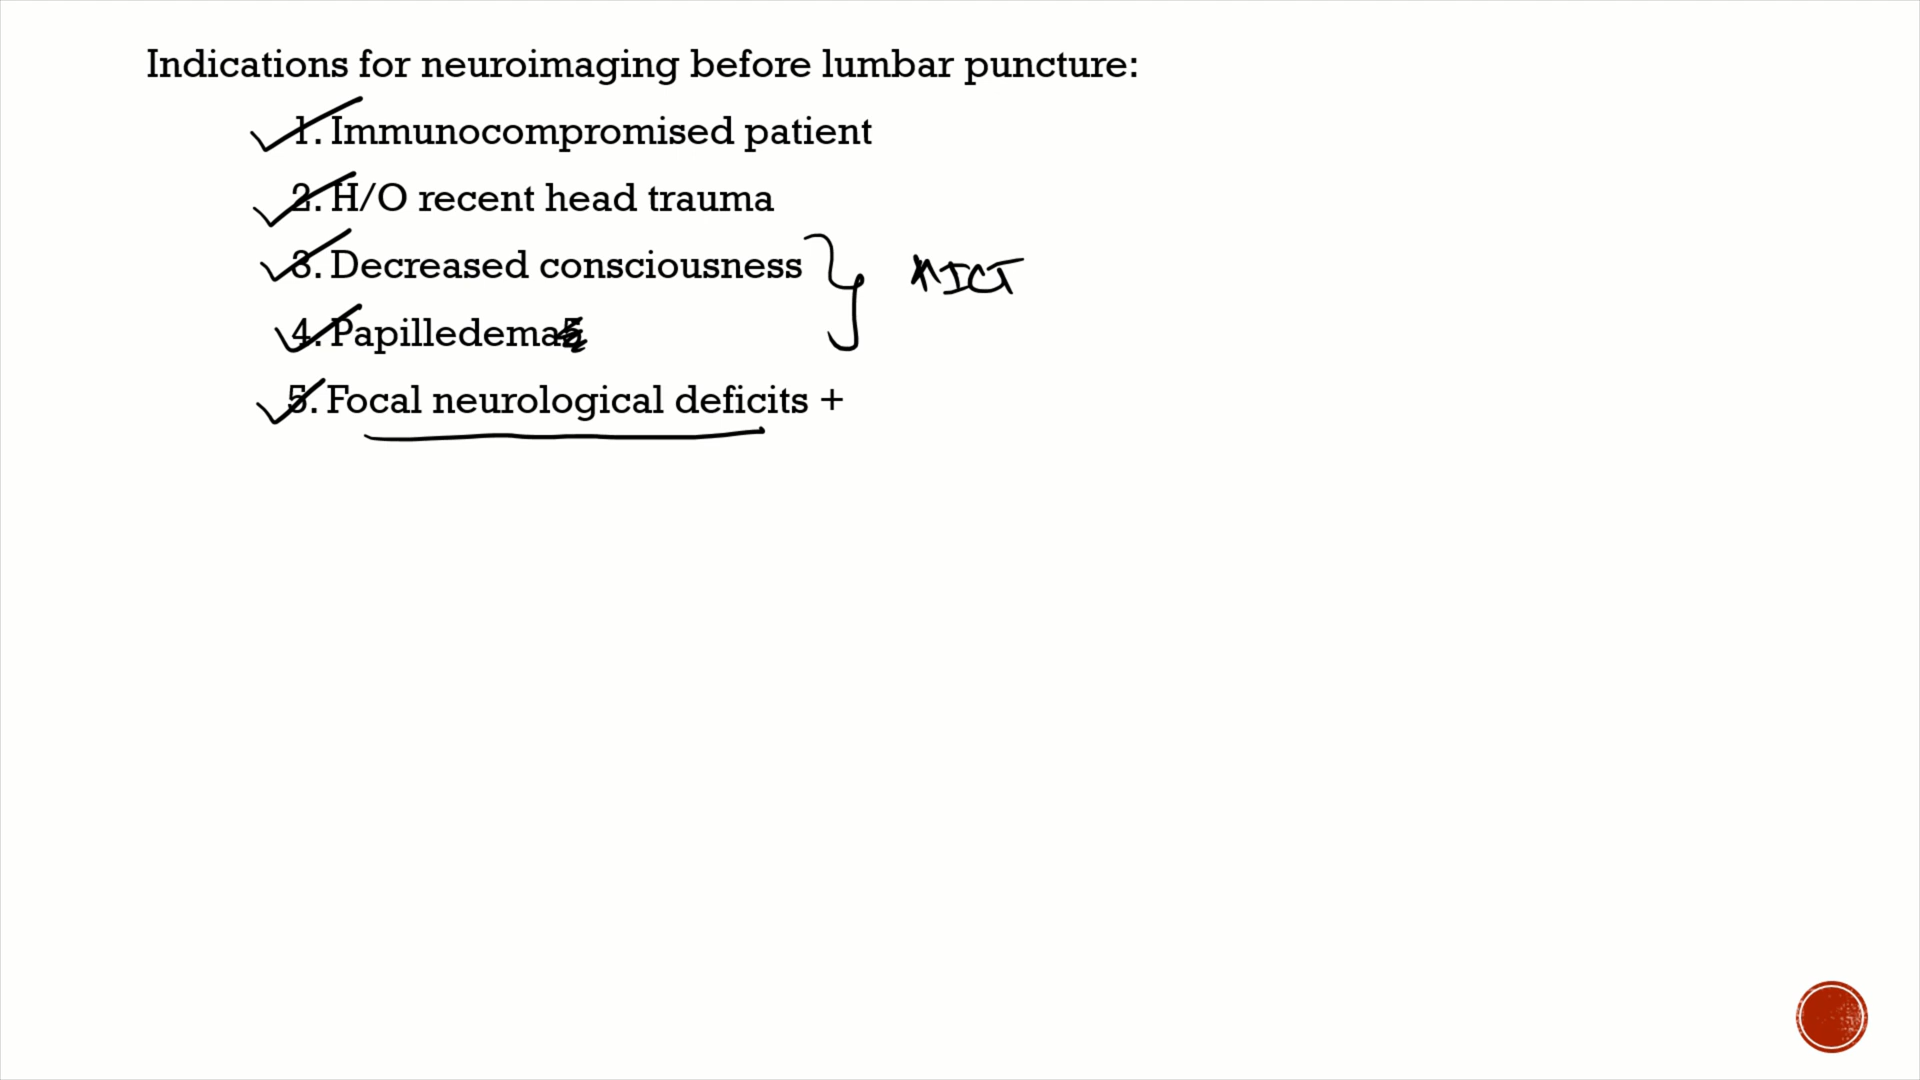 Indications for neuroimaging before lumbar puncture:
1. Immunocompromised patient
2. H/O recent head trauma
3. Decreased consciousness
↑ICT
4. Papilledema
5. Focal neurological deficits +